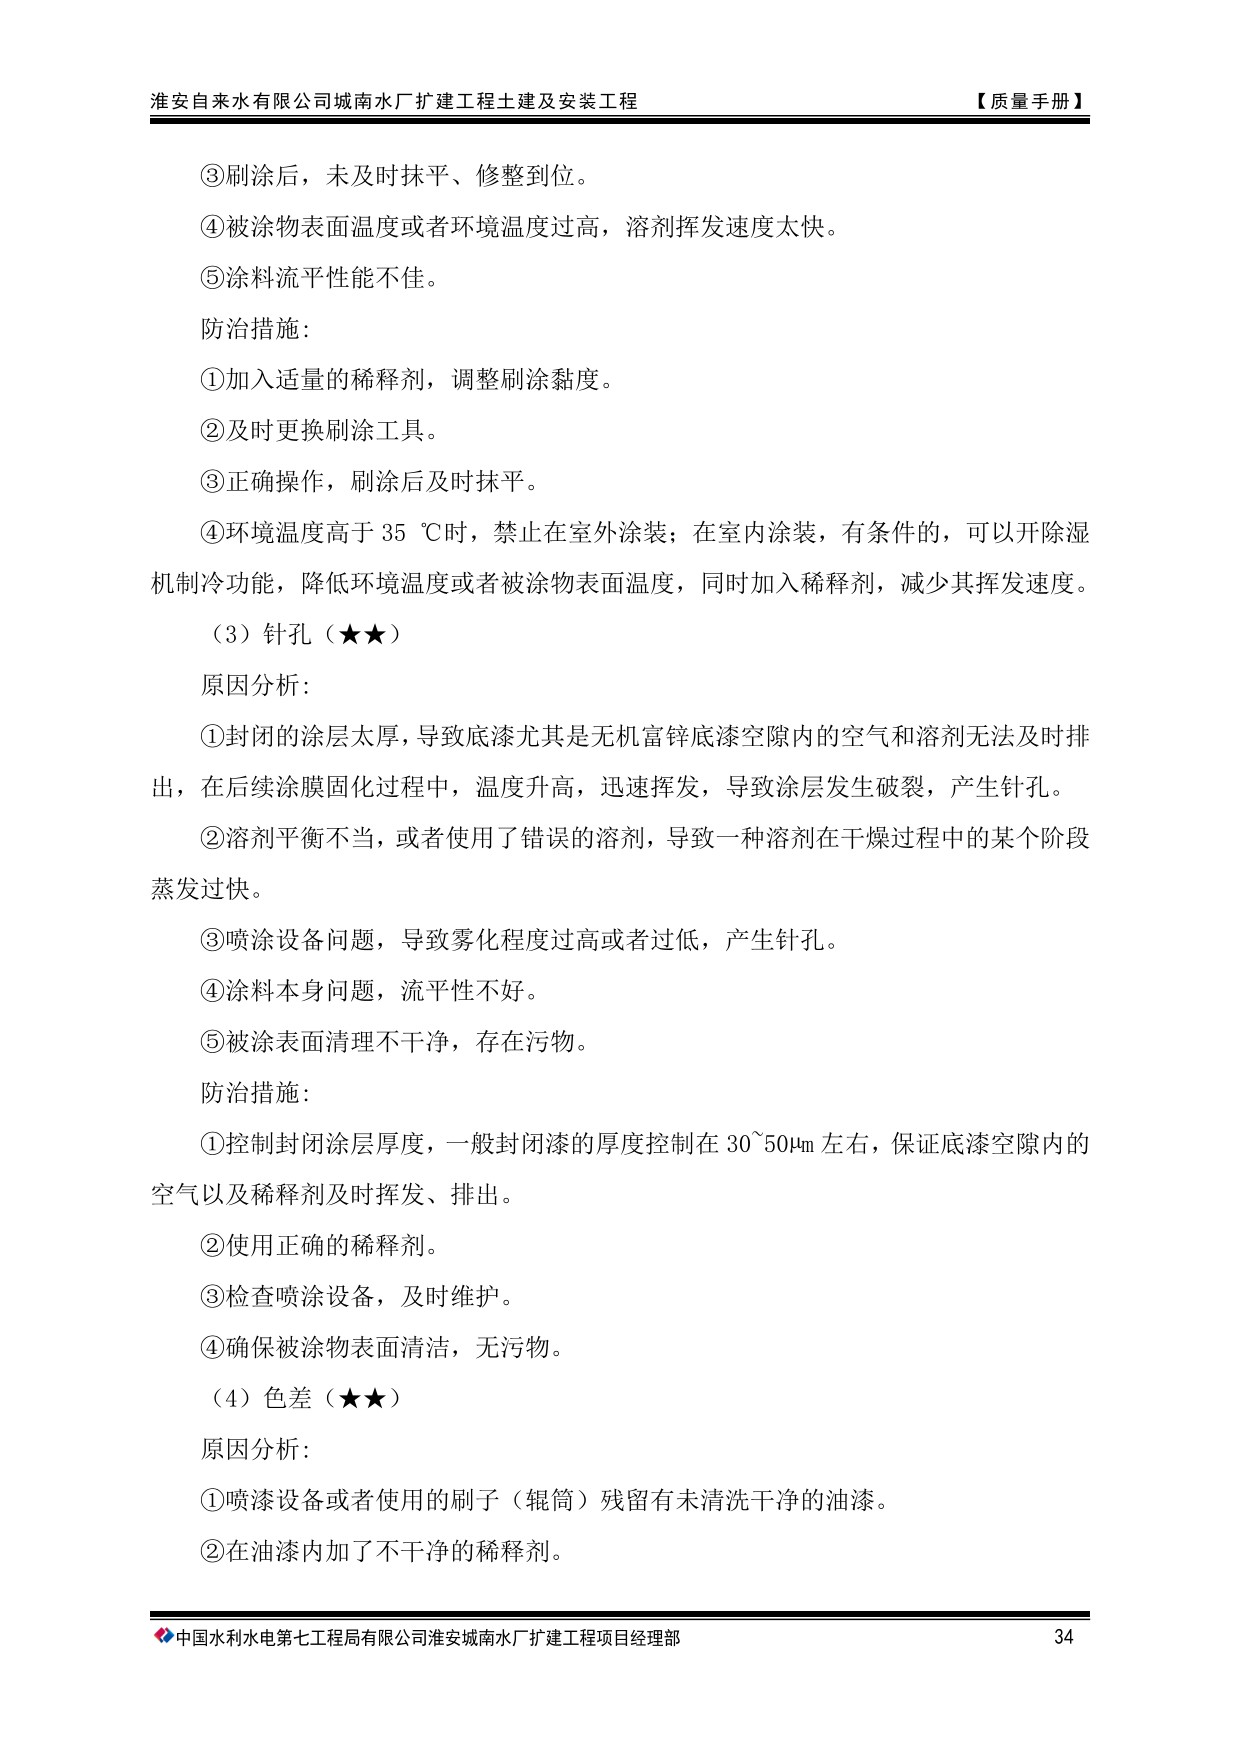 淮安自来水有限公司城南水厂扩建工程土建及安装工程 【质量手册】
③刷涂后，未及时抹平、修整到位。
④被涂物表面温度或者环境温度过高，溶剂挥发速度太快。
⑤涂料流平性能不佳。
防治措施:
①加入适量的稀释剂，调整刷涂黏度。
②及时更换刷涂工具。
③正确操作，刷涂后及时抹平。
④环境温度高于 35 ℃时，禁止在室外涂装；在室内涂装，有条件的，可以开除湿
机制冷功能，降低环境温度或者被涂物表面温度，同时加入稀释剂，减少其挥发速度。
（3）针孔（★★）
原因分析:
①封闭的涂层太厚，导致底漆尤其是无机富锌底漆空隙内的空气和溶剂无法及时排
出，在后续涂膜固化过程中，温度升高，迅速挥发，导致涂层发生破裂，产生针孔。
②溶剂平衡不当，或者使用了错误的溶剂，导致一种溶剂在干燥过程中的某个阶段
蒸发过快。
③喷涂设备问题，导致雾化程度过高或者过低，产生针孔。
④涂料本身问题，流平性不好。
⑤被涂表面清理不干净，存在污物。
防治措施:
①控制封闭涂层厚度，一般封闭漆的厚度控制在 30~50μm 左右，保证底漆空隙内的
空气以及稀释剂及时挥发、排出。
②使用正确的稀释剂。
③检查喷涂设备，及时维护。
④确保被涂物表面清洁，无污物。
（4）色差（★★）
原因分析:
①喷漆设备或者使用的刷子（辊筒）残留有未清洗干净的油漆。
②在油漆内加了不干净的稀释剂。
中国水利水电第七工程局有限公司淮安城南水厂扩建工程项目经理部 34